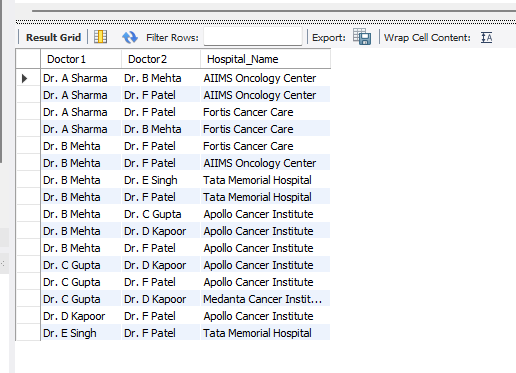 Result Grid Filter Rows: Export: Wrap Cell Content: IA
Doctor1 Doctor2 Hospital_Name
Dr. A Sharma Dr. B Mehta AIIMS Oncology Center
Dr. A Sharma Dr. F Patel AIIMS Oncology Center
Dr. A Sharma Dr. F Patel Fortis Cancer Care
Dr. A Sharma Dr. B Mehta Fortis Cancer Care
Dr. B Mehta Dr. F Patel Fortis Cancer Care
Dr. B Mehta Dr. F Patel AIIMS Oncology Center
Dr. B Mehta Dr. E Singh Tata Memorial Hospital
Dr. B Mehta Dr. F Patel Tata Memorial Hospital
Dr. B Mehta Dr. C Gupta Apollo Cancer Institute
Dr. B Mehta Dr. D Kapoor Apollo Cancer Institute
Dr. B Mehta Dr. F Patel Apollo Cancer Institute
Dr. C Gupta Dr. D Kapoor Apollo Cancer Institute
Dr. C Gupta Dr. F Patel Apollo Cancer Institute
Dr. C Gupta Dr. D Kapoor Medanta Cancer Instit...
Dr. D Kapoor Dr. F Patel Apollo Cancer Institute
Dr. E Singh Dr. F Patel Tata Memorial Hospital